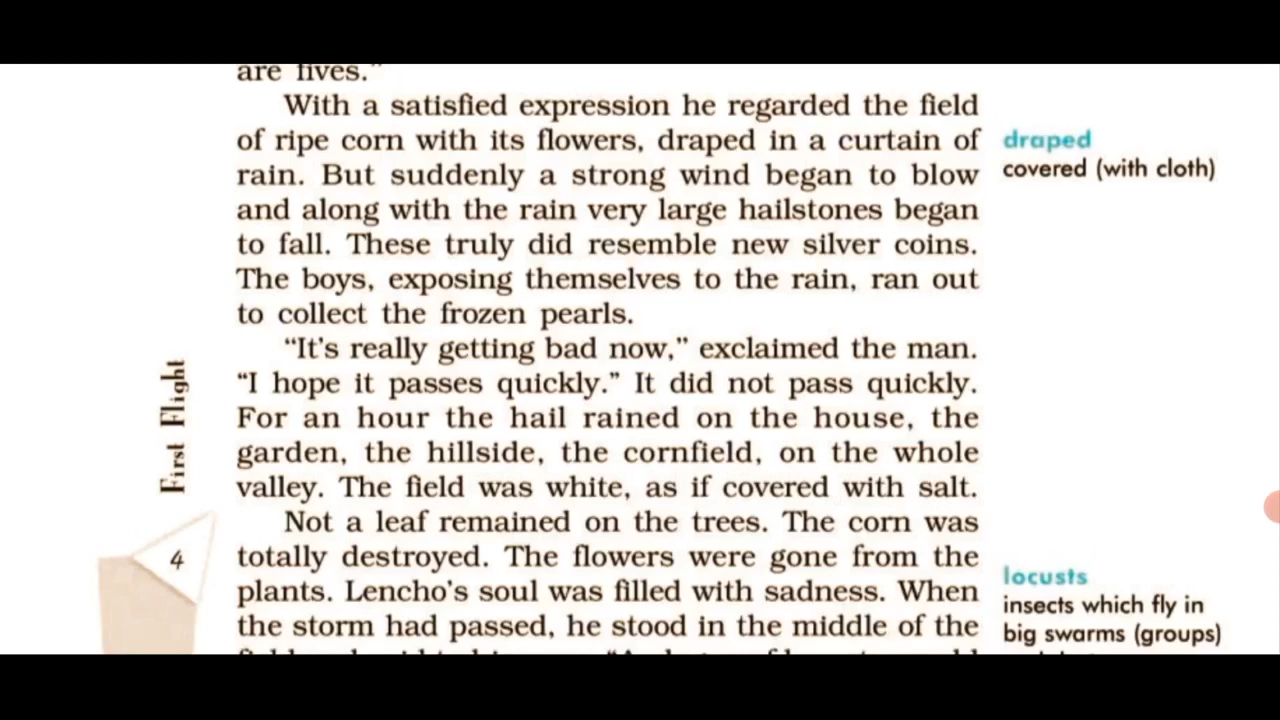 are fives.”
With a satisfied expression he regarded the field
of ripe corn with its flowers, draped in a curtain of
rain. But suddenly a strong wind began to blow
and along with the rain very large hailstones began
to fall. These truly did resemble new silver coins.
The boys, exposing themselves to the rain, ran out
to collect the frozen pearls.
“It’s really getting bad now,” exclaimed the man.
“I hope it passes quickly.” It did not pass quickly.
For an hour the hail rained on the house, the
garden, the hillside, the cornfield, on the whole
valley. The field was white, as if covered with salt.
Not a leaf remained on the trees. The corn was
totally destroyed. The flowers were gone from the
plants. Lencho’s soul was filled with sadness. When
the storm had passed, he stood in the middle of the
draped
covered (with cloth)
locusts
insects which fly in
big swarms (groups)
First Flight
4